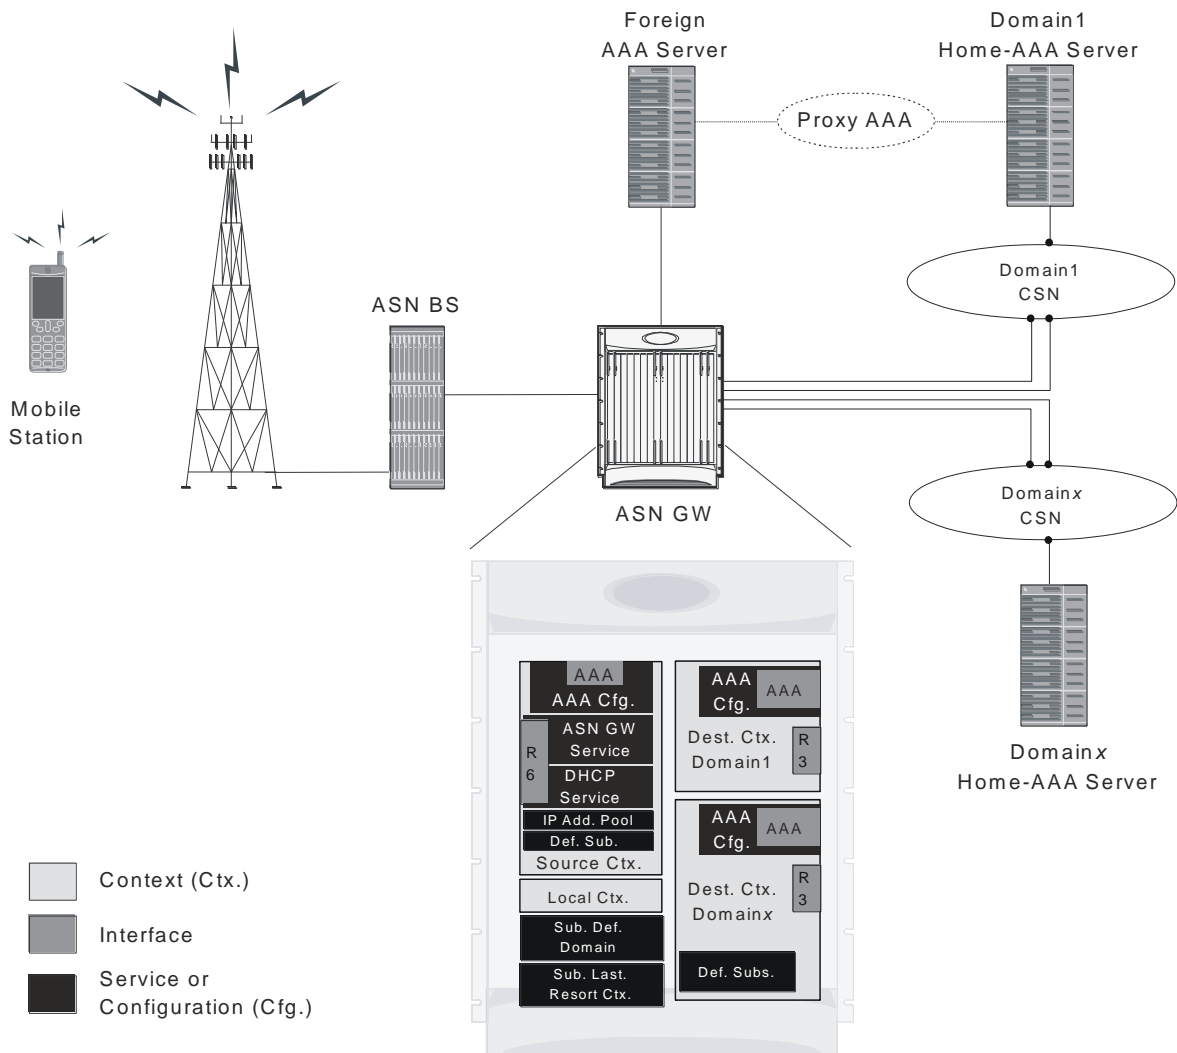 Foreign
AAA Server
Domain1
Home-AAA Server
Proxy AAA
Domain1
CSN
ASN BS
Mobile
Station
ASN GW
Domainx
CSN
Domainx
Home-AAA Server
AAA
AAA Cfg.
ASN GW
Service
R
6
DHCP
Service
IP Add. Pool
Def. Sub.
Source Ctx.
Local Ctx.
Sub. Def.
Domain
Sub. Last.
Resort Ctx.
AAA
Cfg.
AAA
Dest. Ctx.
Domain1
R
3
AAA
Cfg.
AAA
Dest. Ctx.
Domainx
R
3
Def. Subs.
Context (Ctx.)
Interface
Service or
Configuration (Cfg.)